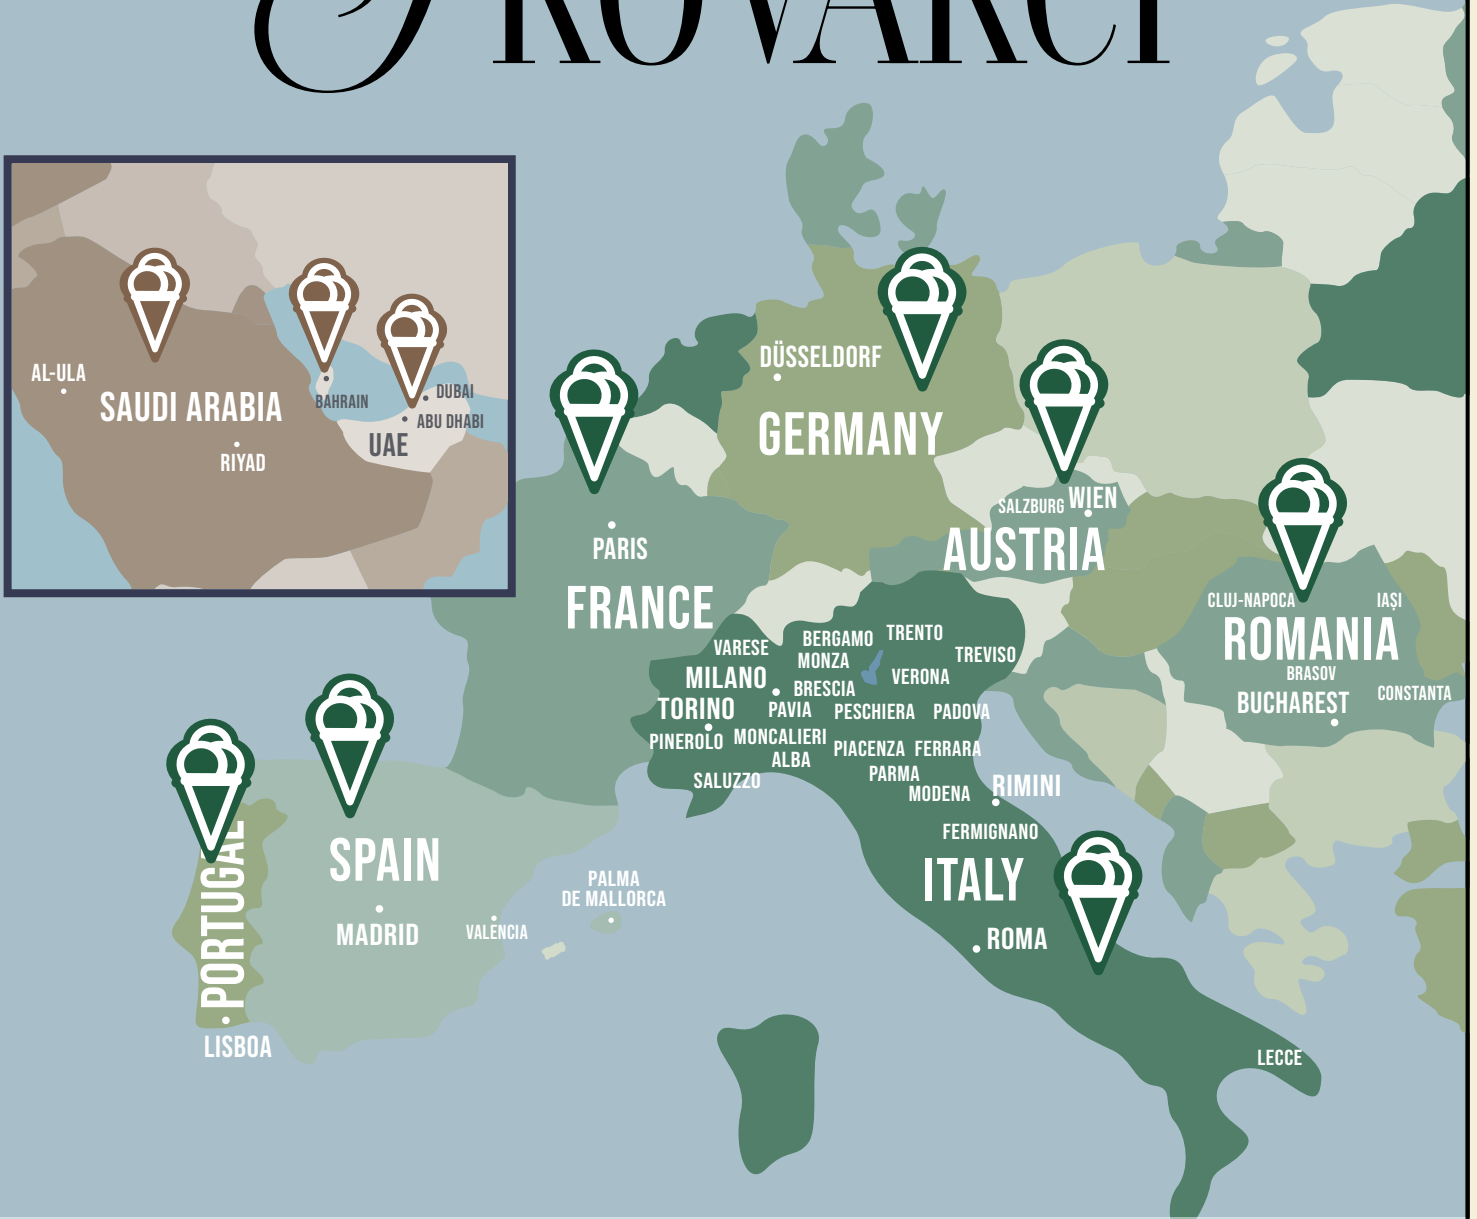 TROVARCI
AL-ULA
SAUDI ARABIA
RIYAD
BAHRAIN
DUBAI
ABU DHABI
UAE
DÜSSELDORF
GERMANY
SALZBURG
WIEN
AUSTRIA
PARIS
FRANCE
CLUJ-NAPOCA
IAȘI
ROMANIA
BRASOV
BUCHAREST
CONSTANTA
VARESE
BERGAMO
TRENTO
MONZA
TREVISO
MILANO
BRESCIA
VERONA
TORINO
PAVIA
PESCHIERA
PADOVA
PINEROLO
MONCALIERI
PIACENZA
FERRARA
ALBA
SALUZZO
PARMA
MODENA
RIMINI
FERMIGNANO
ITALY
ROMA
LECCE
PORTUGAL
LISBOA
SPAIN
MADRID
VALENCIA
PALMA
DE MALLORCA